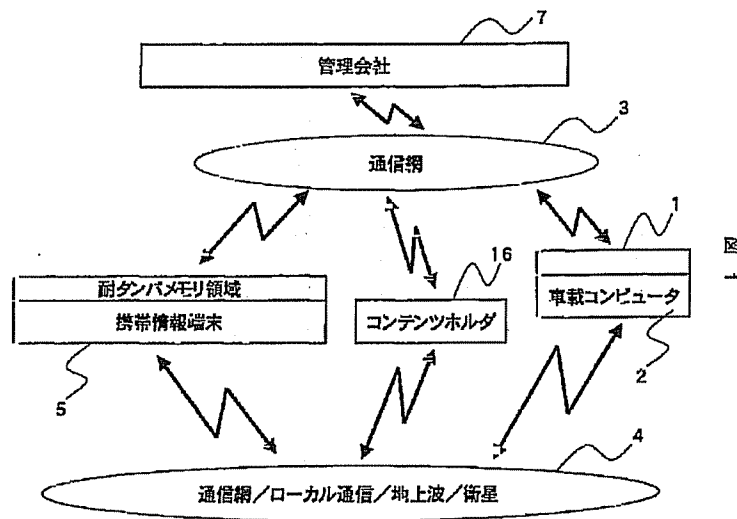 7
管理会社
3
通信網
1
16
図
一
耐タンパメモリ領域
携帯情報端末
コンテンツホルダ
車載コンピュータ
5
2
4
通信網/ローカル通信/地上波/衛星